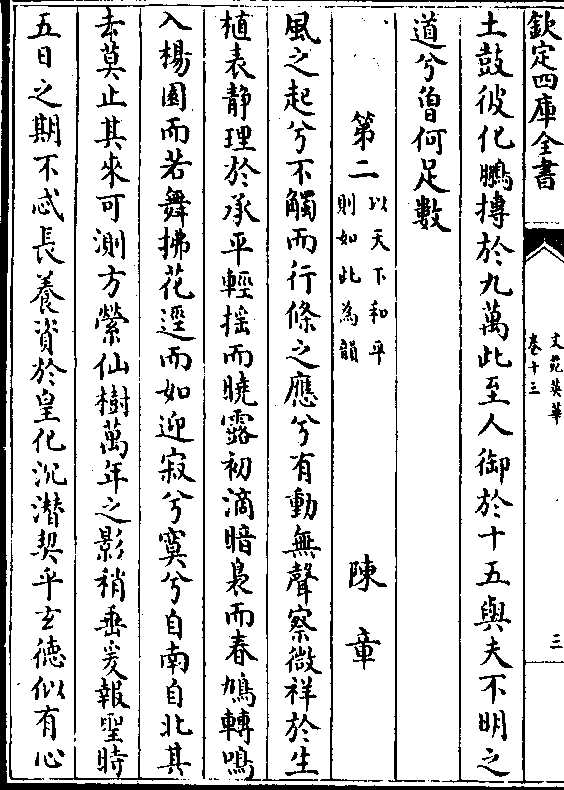 欽定四庫全書
文苑英華
卷十三
三
土鼓彼化鵬摶於九萬此至人御於十五與夫不明之
道兮曾何足數
第二
以天下和平
則如此為韻
陳章
風之起兮不觸而行條之應兮有動無聲察微祥於生
植表静理於承平輕揺而曉露初滴暗裊而春鳩轉鳴
入楊園而若舞拂花逕而如迎寂兮寞兮自南自北其
去莫止其來可測方縈仙樹萬年之影稍垂爰報聖時
五日之期不忒長養資於皇化沉潜契乎玄徳似有心